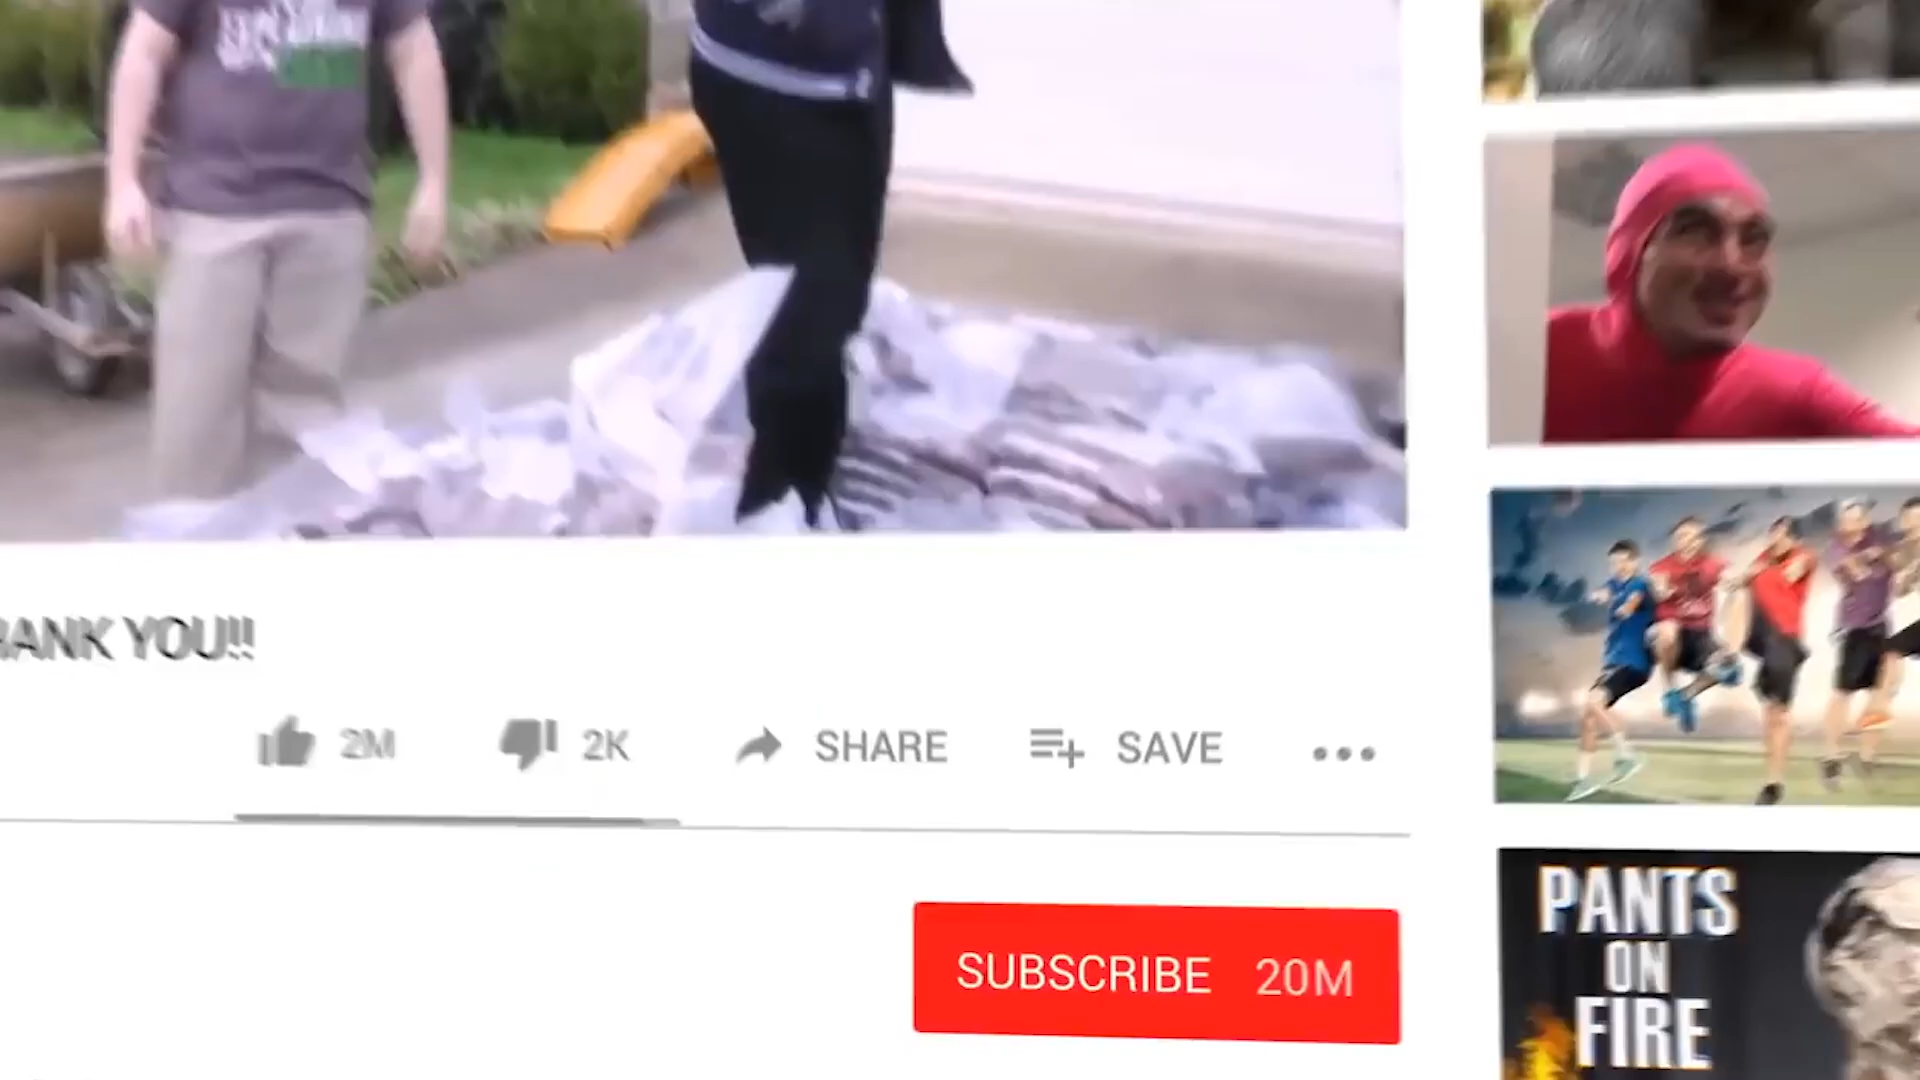 ANK YOU!!
2M
2K
SHARE
SAVE
SUBSCRIBE 20M
PANTS
ON
FIRE